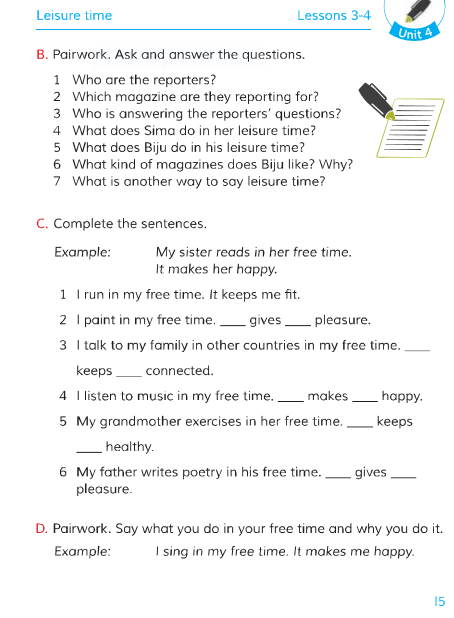 Leisure time Lessons 3-4
Unit 4
B. Pairwork. Ask and answer the questions.
1 Who are the reporters?
2 Which magazine are they reporting for?
3 Who is answering the reporters' questions?
4 What does Sima do in her leisure time?
5 What does Biju do in his leisure time?
6 What kind of magazines does Biju like? Why?
7 What is another way to say leisure time?
C. Complete the sentences.
Example: My sister reads in her free time.
It makes her happy.
1 I run in my free time. It keeps me fit.
2 I paint in my free time. ____ gives ____ pleasure.
3 I talk to my family in other countries in my free time. ____
keeps ____ connected.
4 I listen to music in my free time. ____ makes ____ happy.
5 My grandmother exercises in her free time. ____ keeps
____ healthy.
6 My father writes poetry in his free time. ____ gives ____
pleasure.
D. Pairwork. Say what you do in your free time and why you do it.
Example: I sing in my free time. It makes me happy.
15